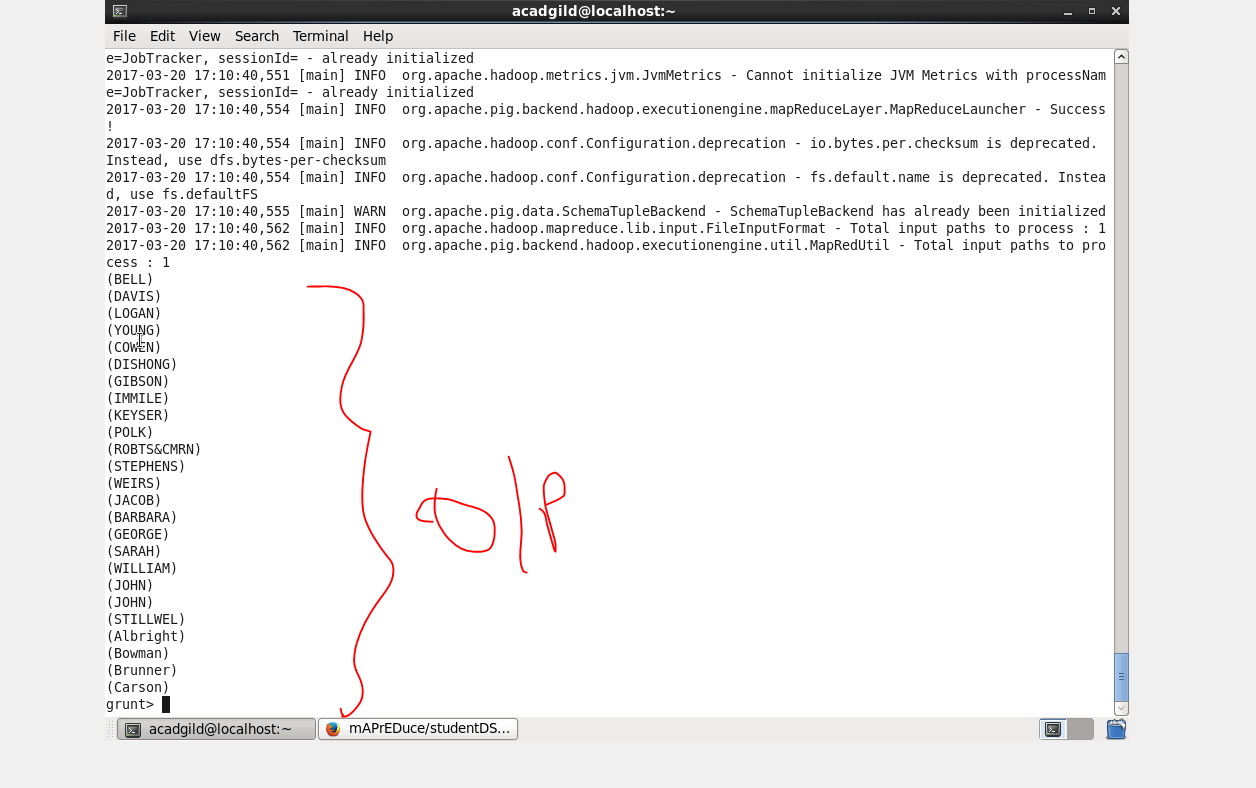 acadgild@localhost:~
File Edit View Search Terminal Help
e=JobTracker, sessionId= - already initialized
2017-03-20 17:10:40,551 [main] INFO  org.apache.hadoop.metrics.jvm.JvmMetrics - Cannot initialize JVM Metrics with processNam
e=JobTracker, sessionId= - already initialized
2017-03-20 17:10:40,554 [main] INFO  org.apache.pig.backend.hadoop.executionengine.mapReduceLayer.MapReduceLauncher - Success
!
2017-03-20 17:10:40,554 [main] INFO  org.apache.hadoop.conf.Configuration.deprecation - io.bytes.per.checksum is deprecated.
Instead, use dfs.bytes-per-checksum
2017-03-20 17:10:40,554 [main] INFO  org.apache.hadoop.conf.Configuration.deprecation - fs.default.name is deprecated. Instea
d, use fs.defaultFS
2017-03-20 17:10:40,555 [main] WARN  org.apache.pig.data.SchemaTupleBackend - SchemaTupleBackend has already been initialized
2017-03-20 17:10:40,562 [main] INFO  org.apache.hadoop.mapreduce.lib.input.FileInputFormat - Total input paths to process : 1
2017-03-20 17:10:40,562 [main] INFO  org.apache.pig.backend.hadoop.executionengine.util.MapRedUtil - Total input paths to pro
cess : 1
(BELL)
(DAVIS)
(LOGAN)
(YOUNG)
(COWEN)
(DISHONG)
(GIBSON)
(IMMILE)
(KEYSER)
(POLK)
(ROBTS&CMRN)
(STEPHENS)
(WEIRS)
(JACOB)
O/P
(BARBARA)
(GEORGE)
(SARAH)
(WILLIAM)
(JOHN)
(JOHN)
(STILLWEL)
(Albright)
(Bowman)
(Brunner)
(Carson)
grunt>
acadgild@localhost:~ mAPrEDuce/studentDS...